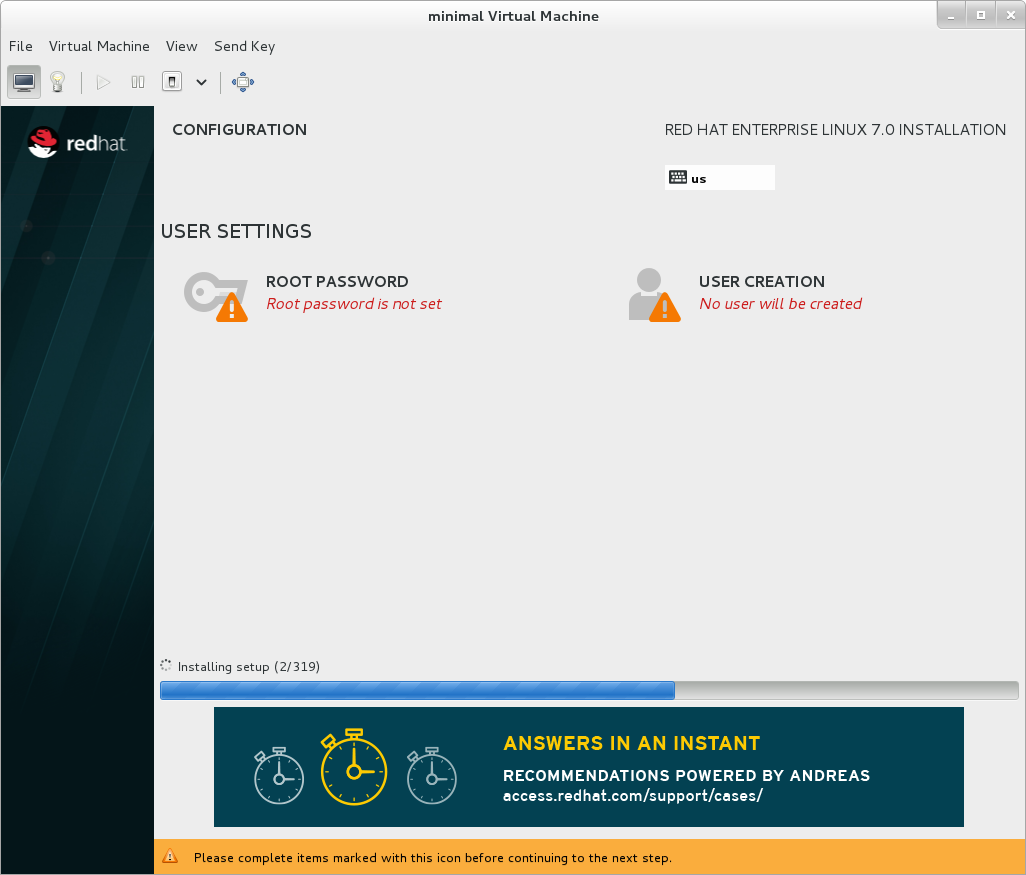 minimal Virtual Machine
File Virtual Machine View Send Key
redhat.
CONFIGURATION
RED HAT ENTERPRISE LINUX 7.0 INSTALLATION
us
USER SETTINGS
ROOT PASSWORD
Root password is not set
USER CREATION
No user will be created
Installing setup (2/319)
ANSWERS IN AN INSTANT
RECOMMENDATIONS POWERED BY ANDREAS
access.redhat.com/support/cases/
Please complete items marked with this icon before continuing to the next step.